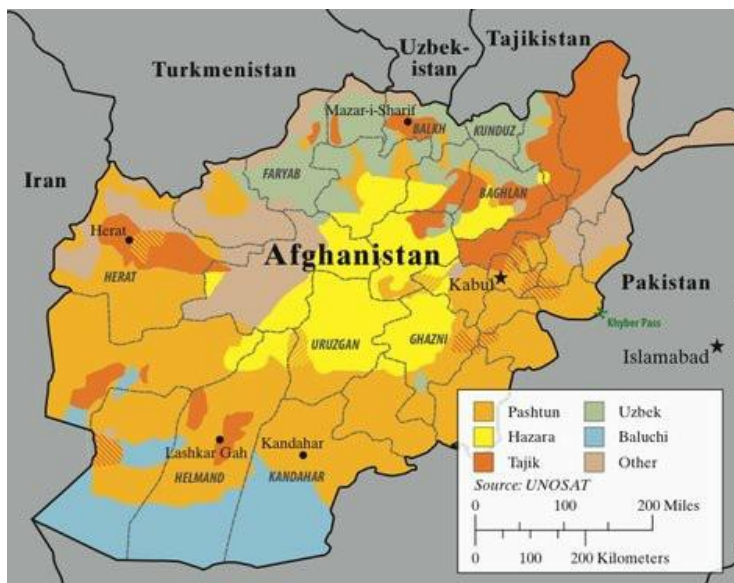 Uzbek-
istan
Tajikistan
Turkmenistan
Mazar-i-Sharif
BALKH
KUNDUZ
Iran
FARYAB
BAGHLAN
Herat
Afghanistan
HERAT
Kabul
Pakistan
Khyber Pass
URUZGAN
GHAZNI
Islamabad
Pashtun
Uzbek
Hazara
Baluchi
Tajik
Other
Source: UNOSAT
0 100 200 Miles
0 100 200 Kilometers
Lashkar Gah
Kandahar
HELMAND
KANDAHAR